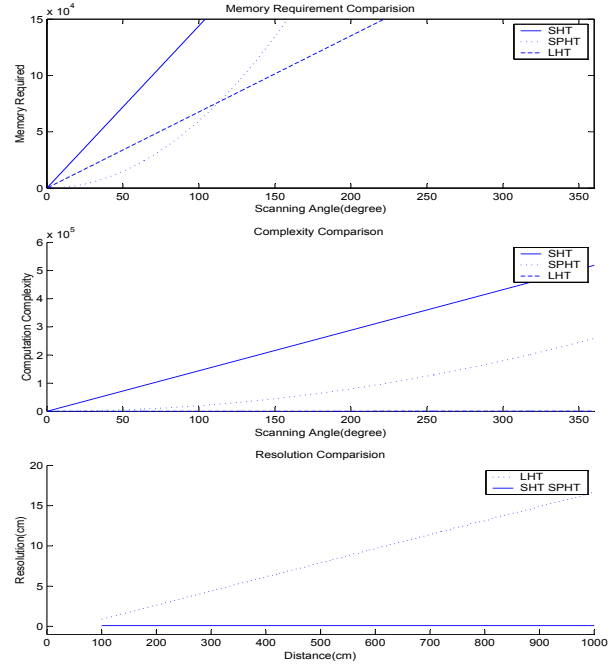 Memory Requirement Comparision
x 10^4
15
10
5
0
Memory Required
SHT
SPHT
LHT
0 50 100 150 200 250 300 350
Scanning Angle(degree)
Complexity Comparison
x 10^5
6
5
4
3
2
1
0
Computation Complexity
SHT
SPHT
LHT
0 50 100 150 200 250 300 350
Scanning Angle(degree)
Resolution Comparision
20
15
10
5
0
Resolution(cm)
LHT
SHT SPHT
0 100 200 300 400 500 600 700 800 900 1000
Distance(cm)